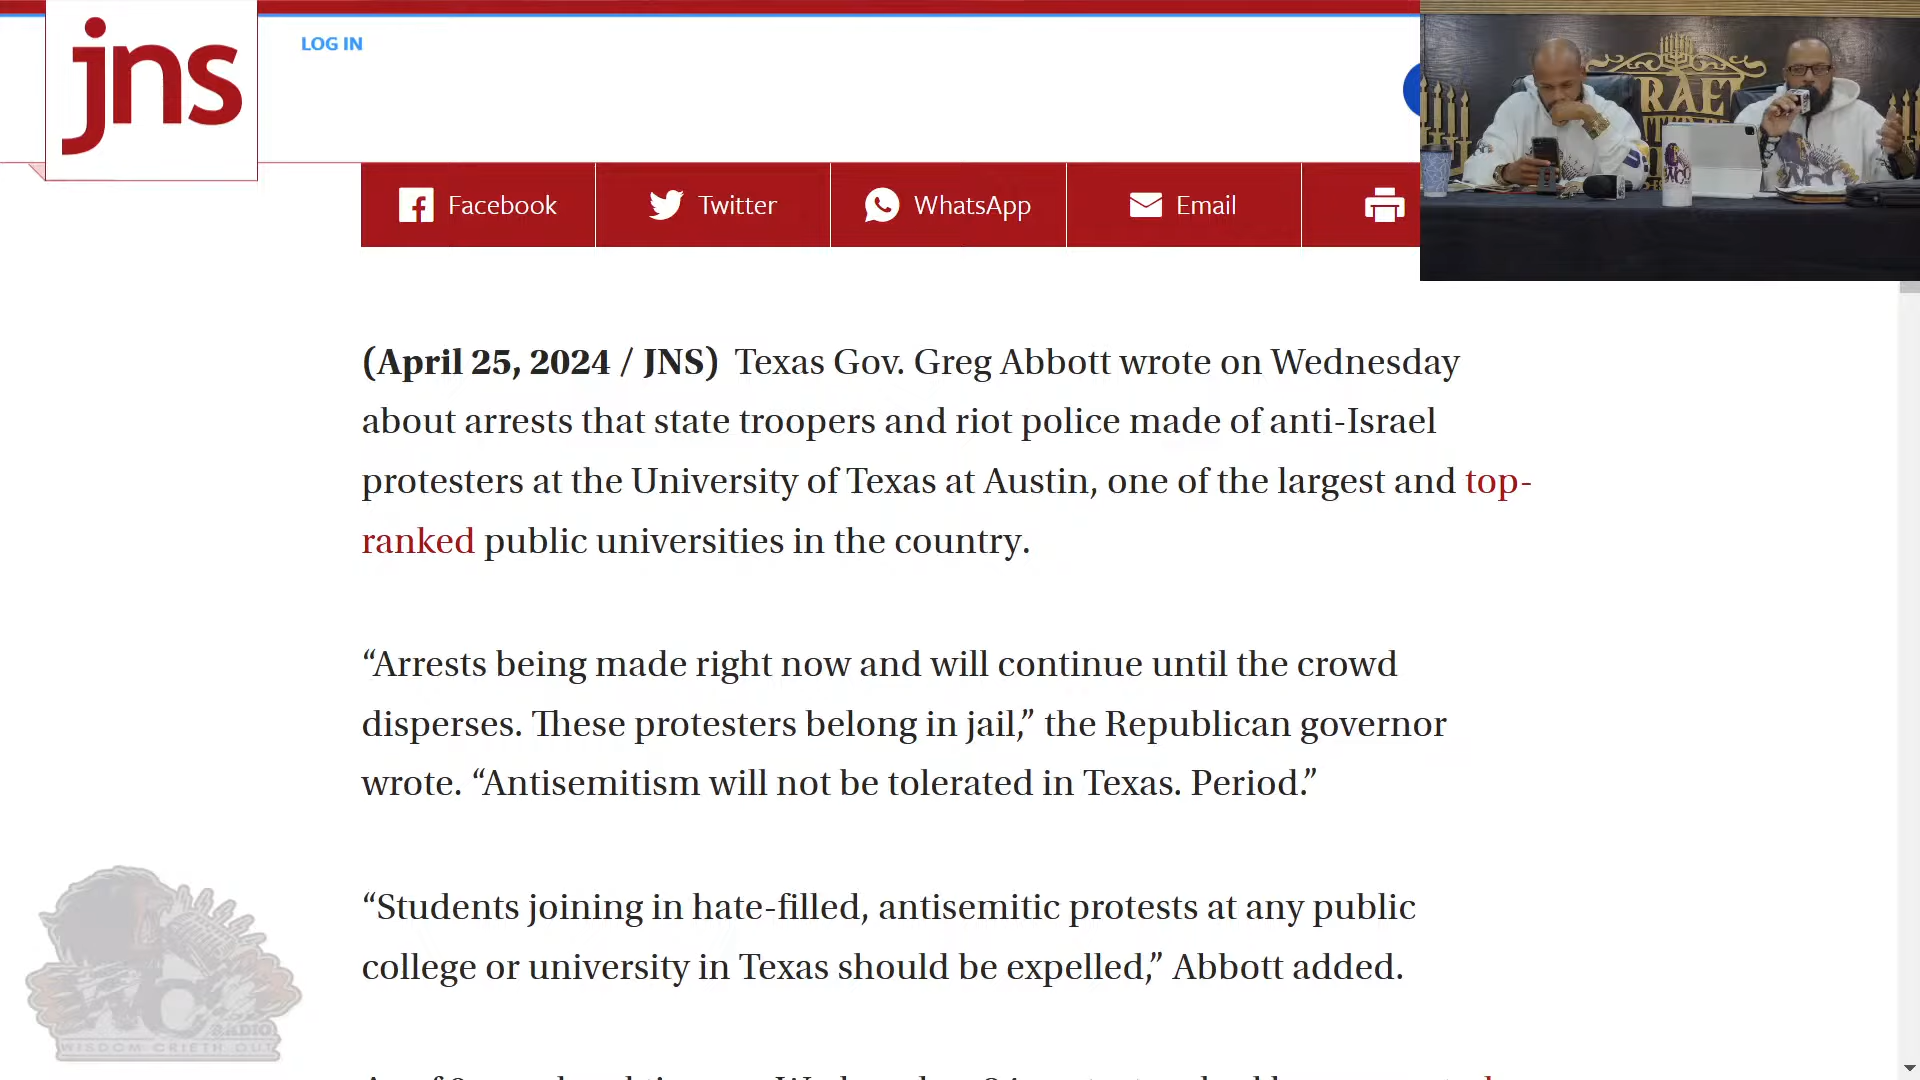 jns
LOG IN
Facebook
Twitter
WhatsApp
Email
(April 25, 2024 / JNS) Texas Gov. Greg Abbott wrote on Wednesday
about arrests that state troopers and riot police made of anti-Israel
protesters at the University of Texas at Austin, one of the largest and top-
ranked public universities in the country.
“Arrests being made right now and will continue until the crowd
disperses. These protesters belong in jail,” the Republican governor
wrote. “Antisemitism will not be tolerated in Texas. Period.”
“Students joining in hate-filled, antisemitic protests at any public
college or university in Texas should be expelled,” Abbott added.
RADIO
WISDOM CRIETH OUT